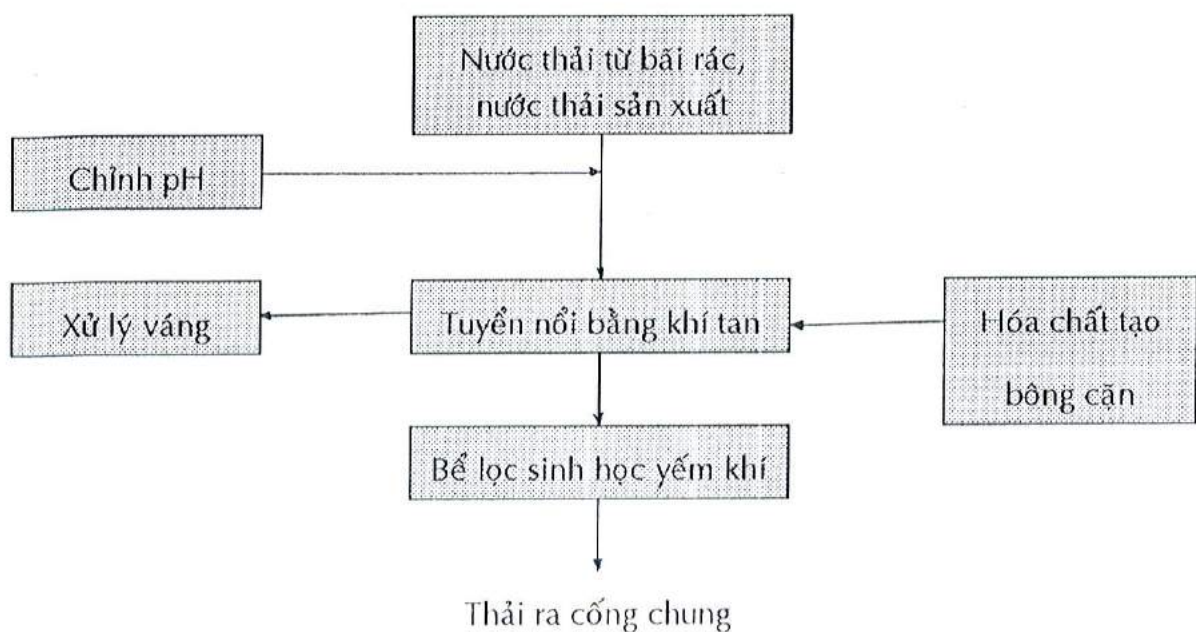 Nước thải từ bãi rác,
nước thải sản xuất
Chỉnh pH
Xử lý váng
Tuyển nổi bằng khí tan
Hóa chất tạo
bông cặn
Bể lọc sinh học yếm khí
Thải ra cống chung